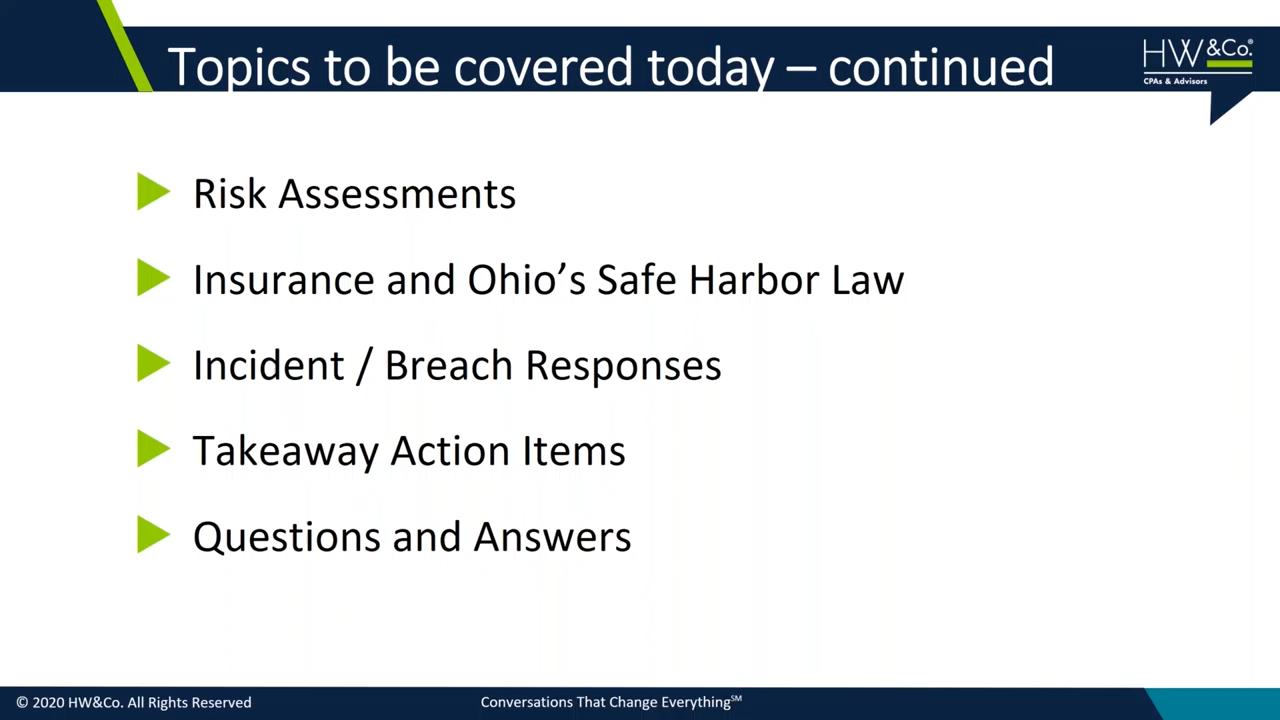 Topics to be covered today – continued
HW&Co.®
CPAs & Advisors
Risk Assessments
Insurance and Ohio’s Safe Harbor Law
Incident / Breach Responses
Takeaway Action Items
Questions and Answers
© 2020 HW&Co. All Rights Reserved
Conversations That Change Everything℠